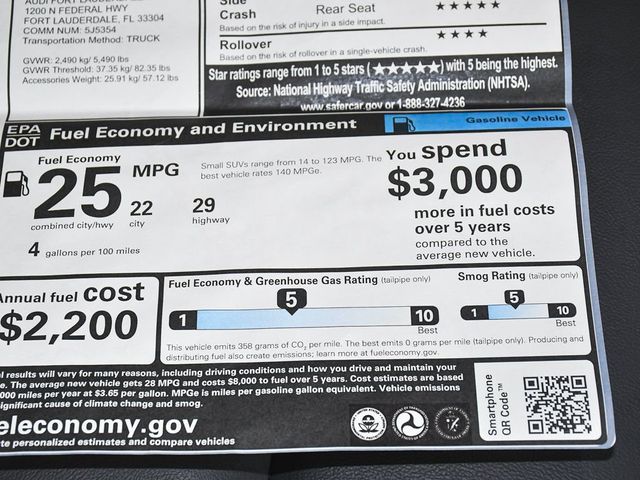 AUDI FORT LAUDERDALE
1200 N FEDERAL HWY
FORT LAUDERDALE, FL 33304
COMM NUM: 5J5354
Transportation Method: TRUCK
GVWR: 2,490 kg/ 5,490 lbs
GVWR Threshold: 37.35 kg/ 82.35 lbs
Accessories Weight: 25.91 kg/ 57.12 lbs
Side
Crash Rear Seat ★★★★★
Based on the risk of injury in a side impact.
Rollover ★★★★
Based on the risk of rollover in a single-vehicle crash.
Star ratings range from 1 to 5 stars (★★★★★) with 5 being the highest.
Source: National Highway Traffic Safety Administration (NHTSA).
www.safercar.gov or 1-888-327-4236
EPA
DOT Fuel Economy and Environment
Gasoline Vehicle
Fuel Economy
25 MPG
combined city/hwy
22
city
29
highway
4 gallons per 100 miles
Small SUVs range from 14 to 123 MPG. The
best vehicle rates 140 MPGe.
You spend
$3,000
more in fuel costs
over 5 years
compared to the
average new vehicle.
Annual fuel cost
$2,200
Fuel Economy & Greenhouse Gas Rating (tailpipe only)
5
1 10
Best
Smog Rating (tailpipe only)
5
1 10
Best
This vehicle emits 358 grams of CO2 per mile. The best emits 0 grams per mile (tailpipe only). Producing and
distributing fuel also create emissions; learn more at fueleconomy.gov.
l results will vary for many reasons, including driving conditions and how you drive and maintain your
e. The average new vehicle gets 28 MPG and costs $8,000 to fuel over 5 years. Cost estimates are based
000 miles per year at $3.65 per gallon. MPGe is miles per gasoline gallon equivalent. Vehicle emissions
significant cause of climate change and smog.
eleconomy.gov
te personalized estimates and compare vehicles
Smartphone
QR Code™